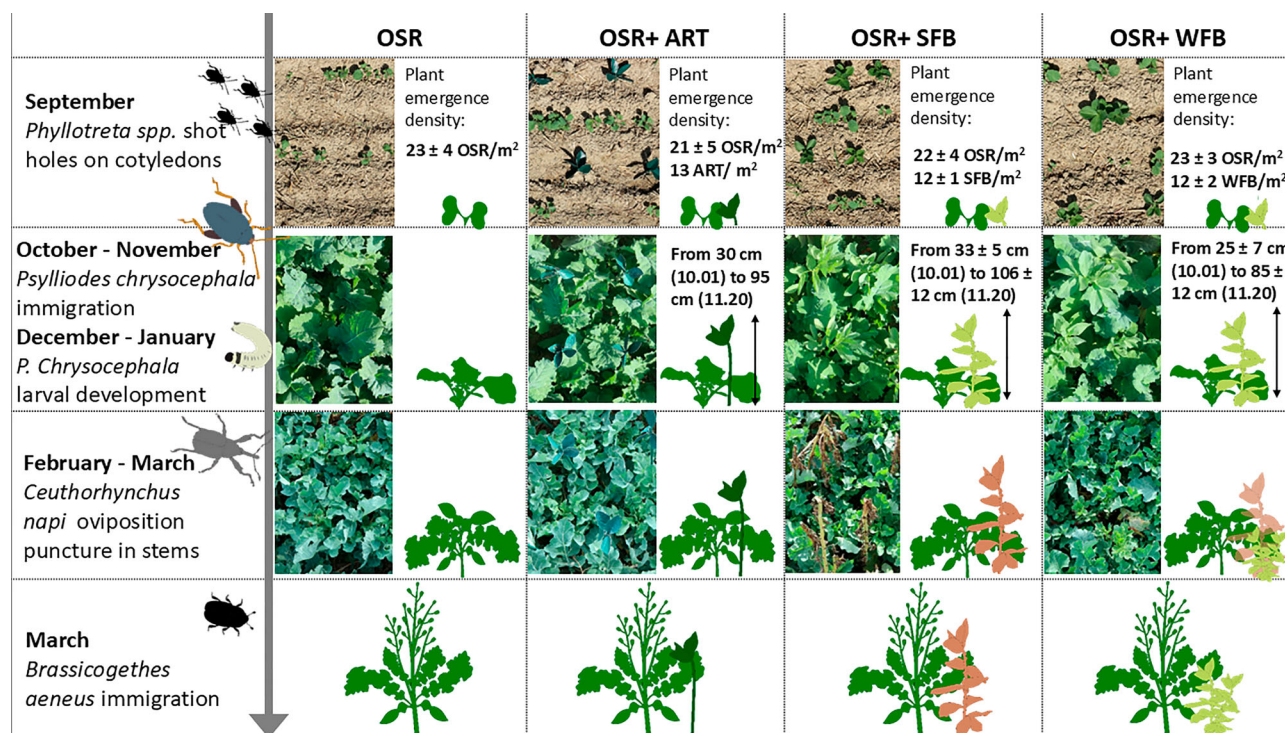 OSR
OSR+ ART
OSR+ SFB
OSR+ WFB
September
Phyllotreta spp. shot
holes on cotyledons
Plant
emergence
density:
23 ± 4 OSR/m²
Plant
emergence
density:
21 ± 5 OSR/m²
13 ART/ m²
Plant
emergence
density:
22 ± 4 OSR/m²
12 ± 1 SFB/m²
Plant
emergence
density:
23 ± 3 OSR/m²
12 ± 2 WFB/m²
October - November
Psylliodes chrysocephala
immigration
December - January
P. Chrysocephala
larval development
From 30 cm
(10.01) to 95
cm (11.20)
From 33 ± 5 cm
(10.01) to 106 ±
12 cm (11.20)
From 25 ± 7 cm
(10.01) to 85 ±
12 cm (11.20)
February - March
Ceuthorhynchus
napi oviposition
puncture in stems
March
Brassicogethes
aeneus immigration